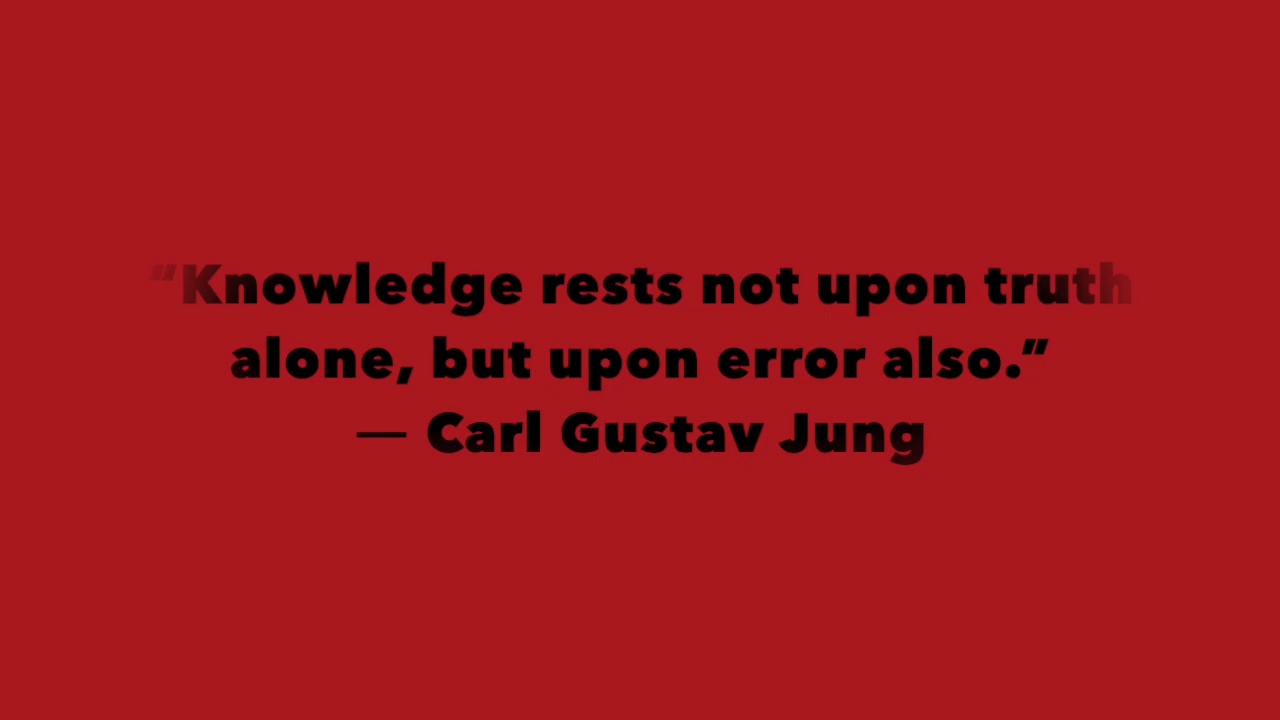 “Knowledge rests not upon truth
alone, but upon error also.”
— Carl Gustav Jung